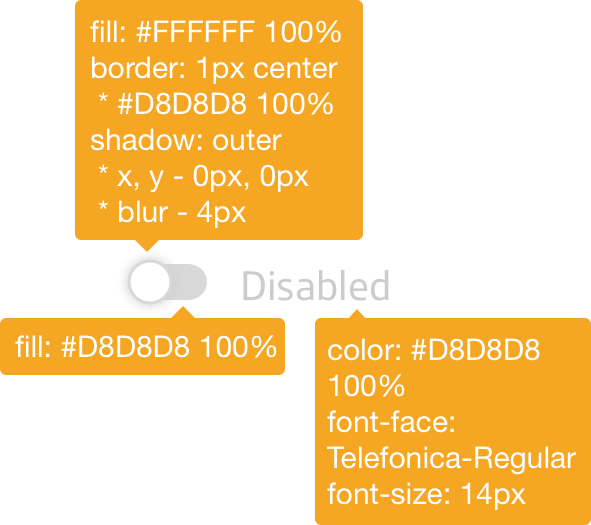 fill: #FFFFFF 100%
border: 1px center
* #D8D8D8 100%
shadow: outer
* x, y - 0px, 0px
* blur - 4px
Disabled
fill: #D8D8D8 100%
color: #D8D8D8
100%
font-face:
Telefonica-Regular
font-size: 14px